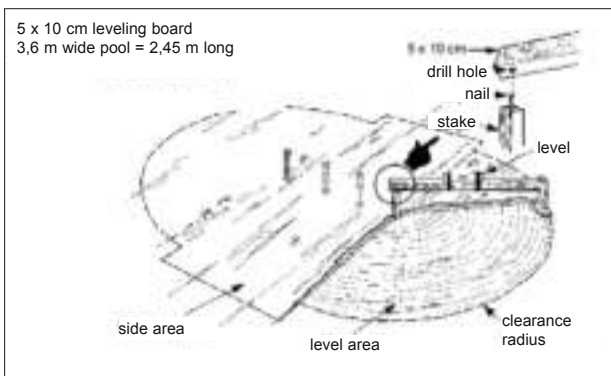 5 x 10 cm leveling board
3,6 m wide pool = 2,45 m long
5 x 10 cm
drill hole
nail
stake
level
side area
level area
clearance
radius